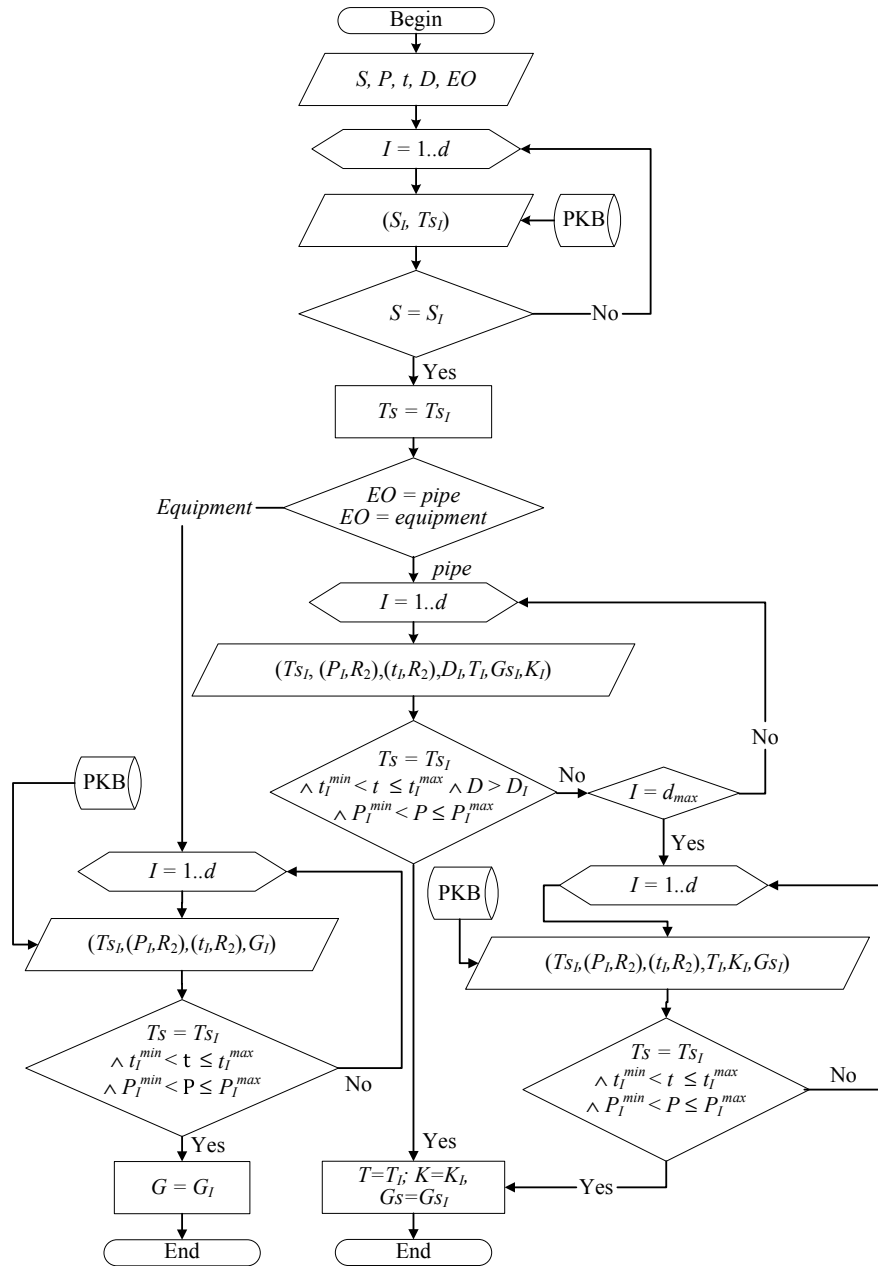 Begin
S, P, t, D, EO
I = 1..d
(S_I, Ts_I)
PKB
S = S_I
No
Yes
Ts = Ts_I
EO = pipe
EO = equipment
Equipment
pipe
I = 1..d
(Ts_I, (P_I,R_2),(t_I,R_2),D_I,T_I,Gs_I,K_I)
No
PKB
Ts = Ts_I
∧ t_I^min < t ≤ t_I^max ∧ D > D_I
∧ P_I^min < P ≤ P_I^max
No
I = d_max
Yes
I = 1..d
PKB
I = 1..d
(Ts_I,(P_I,R_2),(t_I,R_2),G_I)
(Ts_I,(P_I,R_2),(t_I,R_2),T_I,K_I,Gs_I)
Ts = Ts_I
∧ t_I^min < t ≤ t_I^max
∧ P_I^min < P ≤ P_I^max
No
Ts = Ts_I
∧ t_I^min < t ≤ t_I^max
∧ P_I^min < P ≤ P_I^max
No
Yes
Yes
G = G_I
T=T_I; K=K_I,
Gs=Gs_I
Yes
End
End